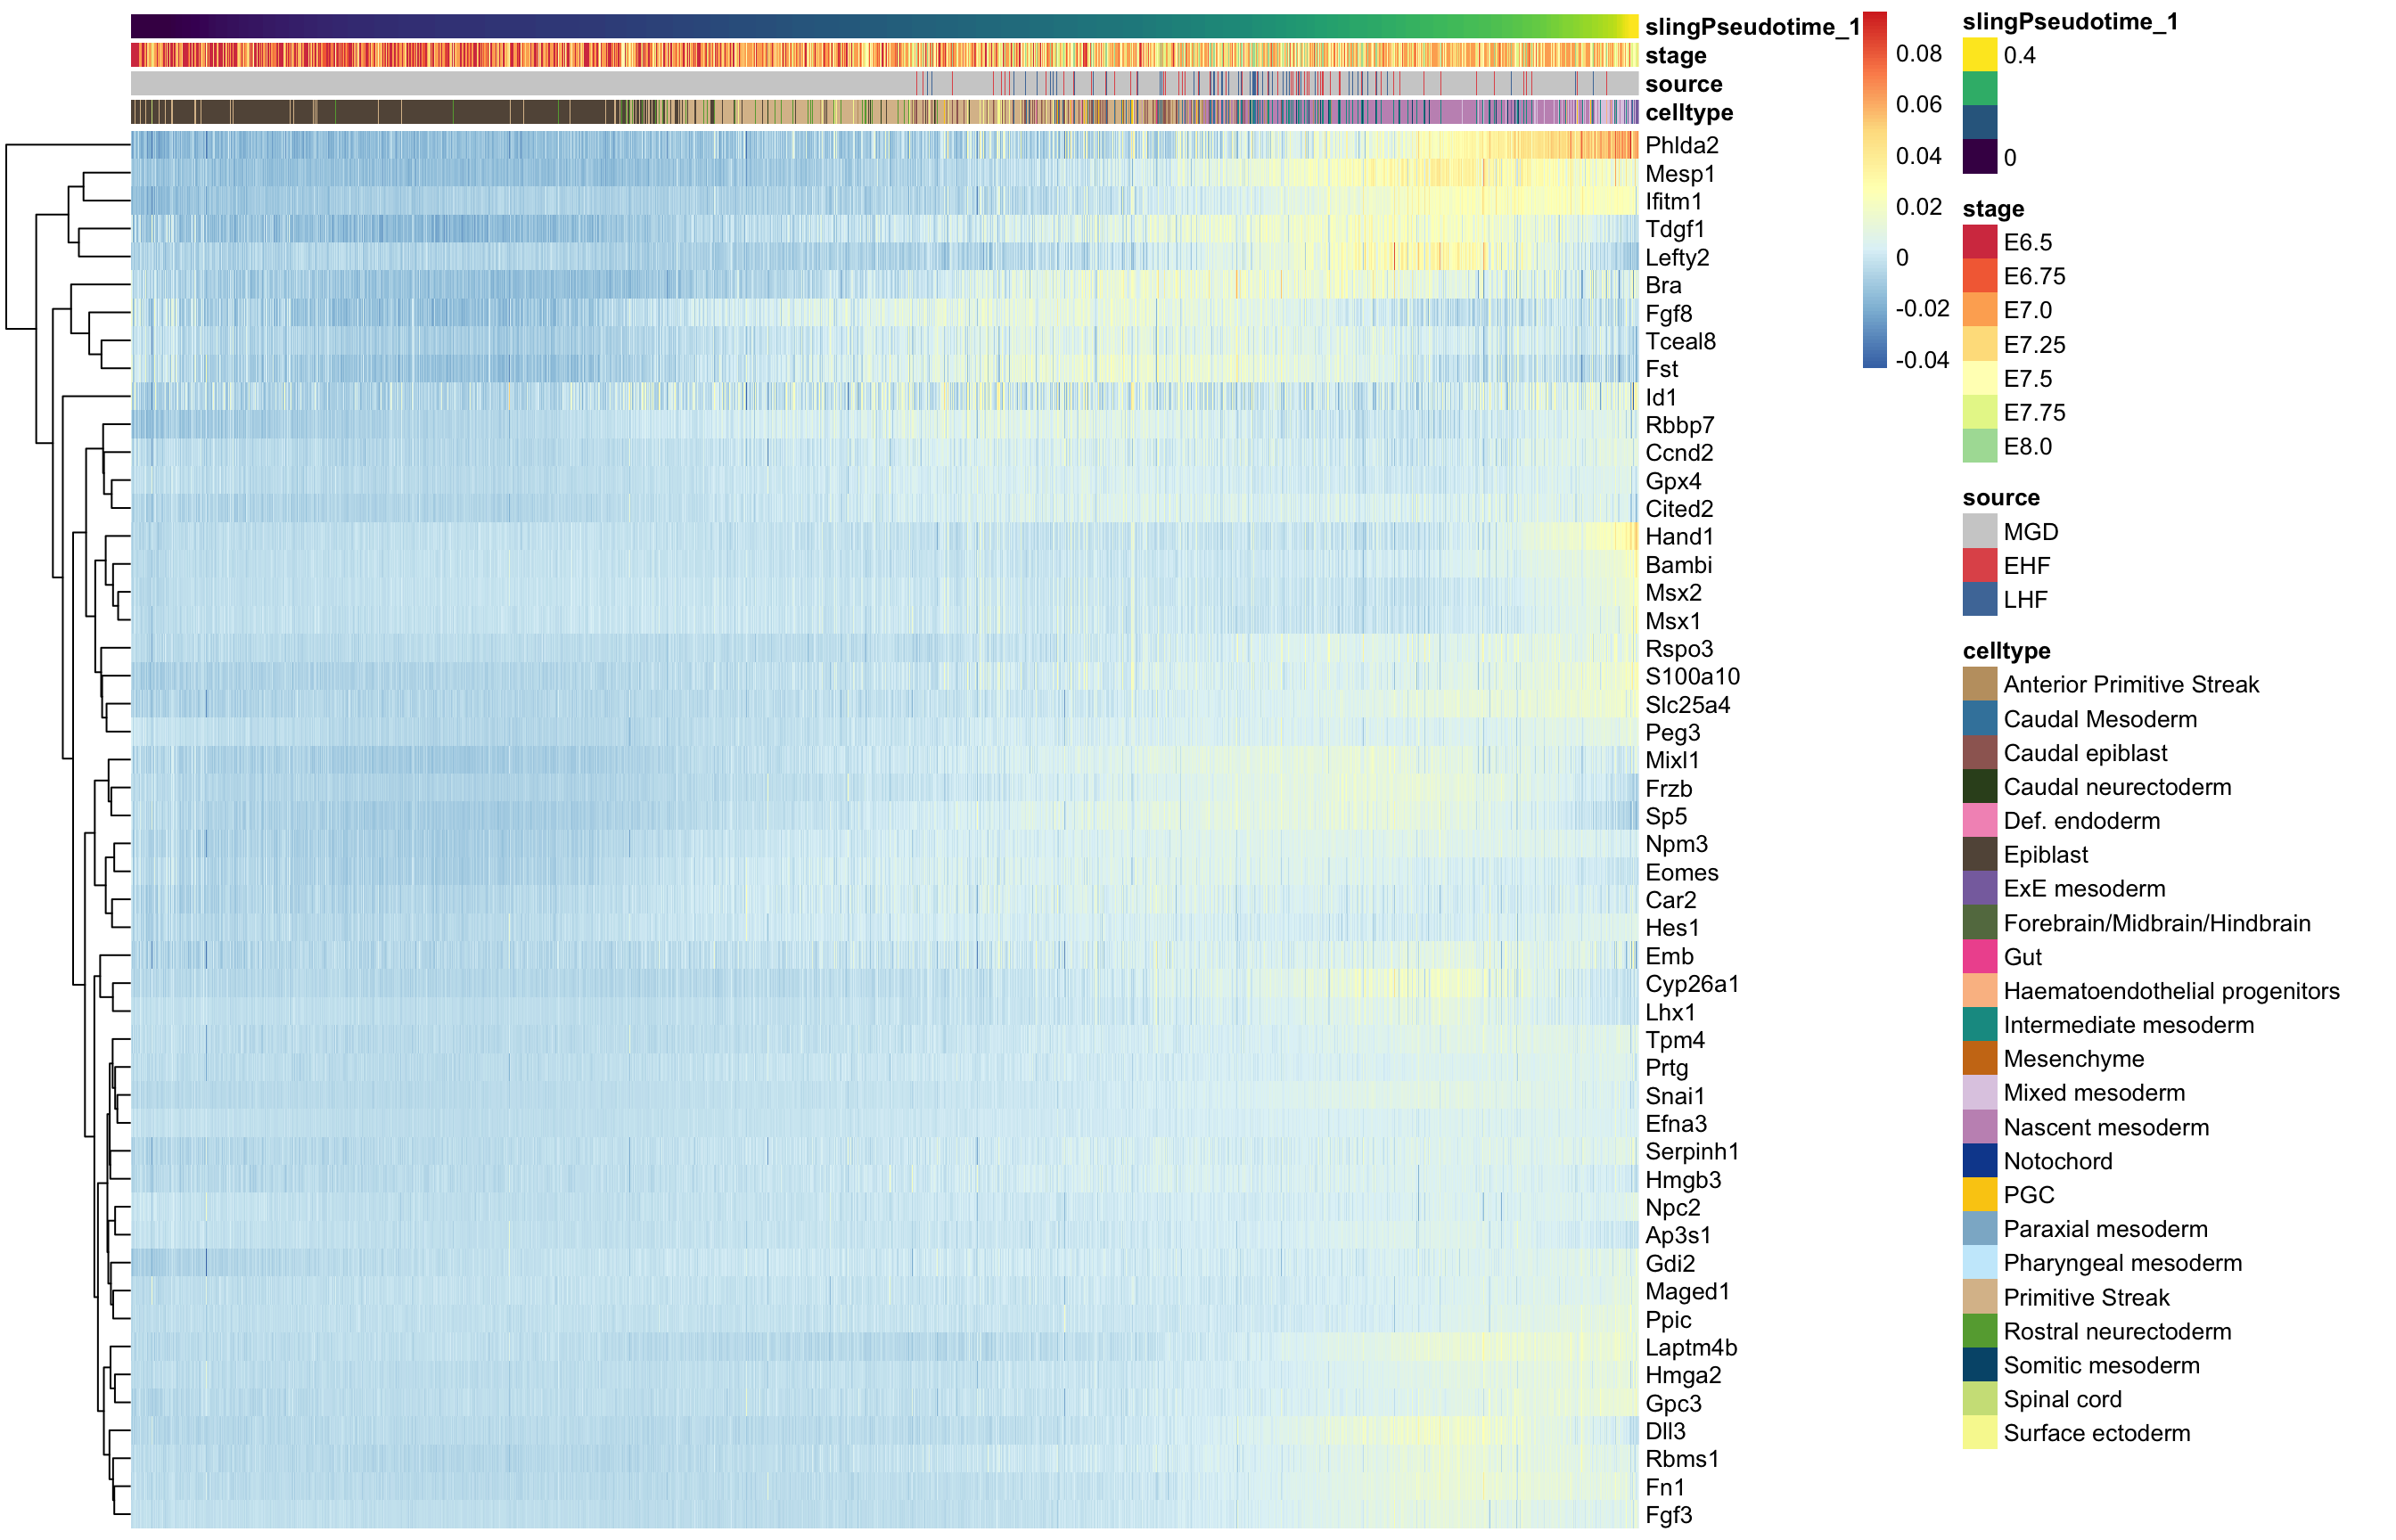 slingPseudotime_1
stage
source
celltype
Phlda2
Mesp1
Ifitm1
Tdgf1
Lefty2
Bra
Fgf8
Tceal8
Fst
Id1
Rbbp7
Ccnd2
Gpx4
Cited2
Hand1
Bambi
Msx2
Msx1
Rspo3
S100a10
Slc25a4
Peg3
Mixl1
Frzb
Sp5
Npm3
Eomes
Car2
Hes1
Emb
Cyp26a1
Lhx1
Tpm4
Prtg
Snai1
Efna3
Serpinh1
Hmgb3
Npc2
Ap3s1
Gdi2
Maged1
Ppic
Laptm4b
Hmga2
Gpc3
Dll3
Rbms1
Fn1
Fgf3
0.08
0.06
0.04
0.02
0
-0.02
-0.04
slingPseudotime_1
0.4
0
stage
E6.5
E6.75
E7.0
E7.25
E7.5
E7.75
E8.0
source
MGD
EHF
LHF
celltype
Anterior Primitive Streak
Caudal Mesoderm
Caudal epiblast
Caudal neurectoderm
Def. endoderm
Epiblast
ExE mesoderm
Forebrain/Midbrain/Hindbrain
Gut
Haematoendothelial progenitors
Intermediate mesoderm
Mesenchyme
Mixed mesoderm
Nascent mesoderm
Notochord
PGC
Paraxial mesoderm
Pharyngeal mesoderm
Primitive Streak
Rostral neurectoderm
Somitic mesoderm
Spinal cord
Surface ectoderm